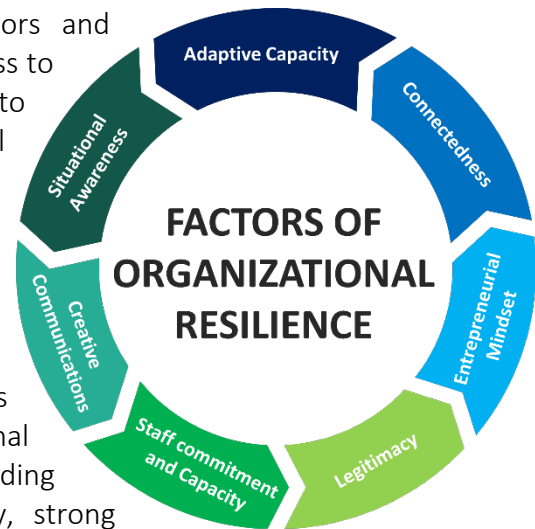 ors and
ss to
to
l
s
nal
ding
y, strong
FACTORS OF
ORGANIZATIONAL
RESILIENCE
Adaptive Capacity
Connectedness
Entrepreneurial
Mindset
Legitimacy
Staff commitment
and Capacity
Creative
Communications
Situational
Awareness